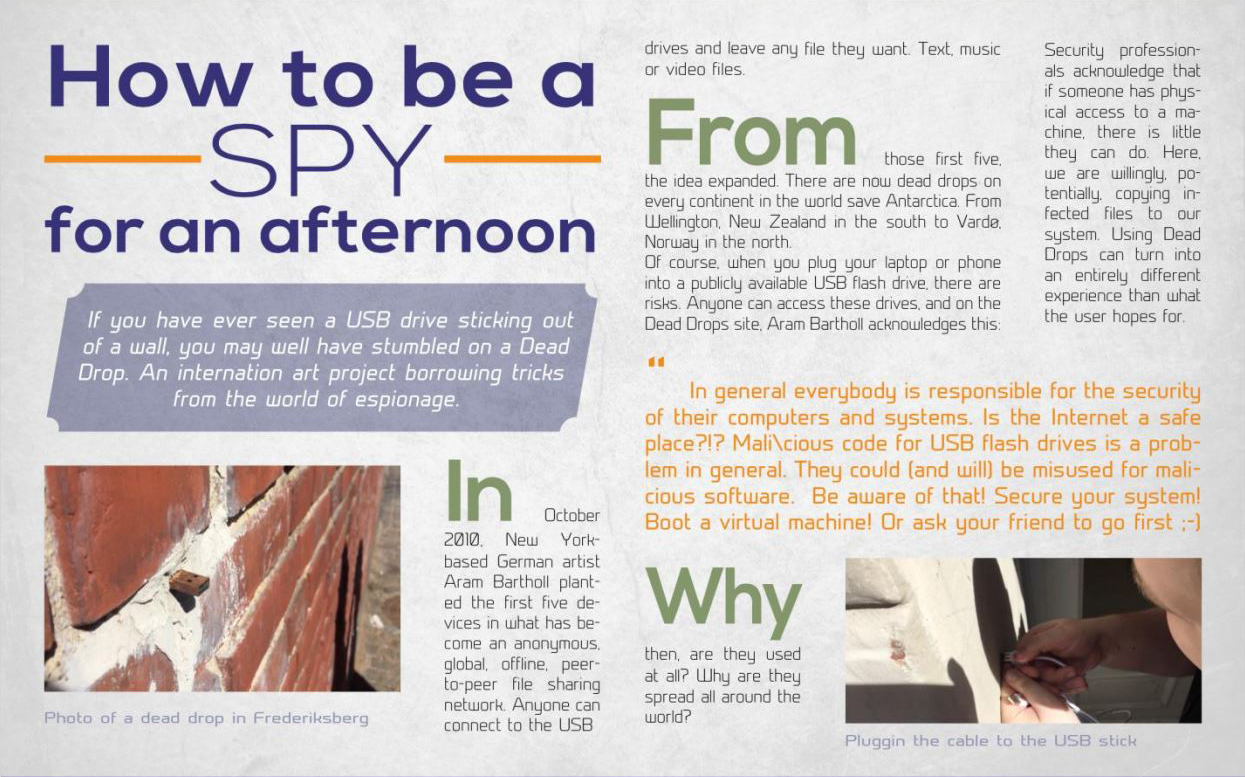 How to be a
SPY
for an afternoon
If you have ever seen a USB drive sticking out
of a wall, you may well have stumbled on a Dead
Drop. An internation art project borrowing tricks
from the world of espionage.
Photo of a dead drop in Frederiksberg
In October
2010, New York-
based German artist
Aram Bartholl plant-
ed the first five de-
vices in what has be-
come an anonymous,
global, offline, peer-
to-peer file sharing
network. Anyone can
connect to the USB
drives and leave any file they want. Text, music
or video files.
From those first five,
the idea expanded. There are now dead drops on
every continent in the world save Antarctica. From
Wellington, New Zealand in the south to Vardø,
Norway in the north.
Of course, when you plug your laptop or phone
into a publicly available USB flash drive, there are
risks. Anyone can access these drives, and on the
Dead Drops site, Aram Bartholl acknowledges this:
“
In general everybody is responsible for the security
of their computers and systems. Is the Internet a safe
place?!? Mali\cious code for USB flash drives is a prob-
lem in general. They could (and will) be misused for mali-
cious software. Be aware of that! Secure your system!
Boot a virtual machine! Or ask your friend to go first ;-)
Why
then, are they used
at all? Why are they
spread all around the
world?
Security profession-
als acknowledge that
if someone has phys-
ical access to a ma-
chine, there is little
they can do. Here,
we are willingly, po-
tentially, copying in-
fected files to our
system. Using Dead
Drops can turn into
an entirely different
experience than what
the user hopes for.
Pluggin the cable to the USB stick